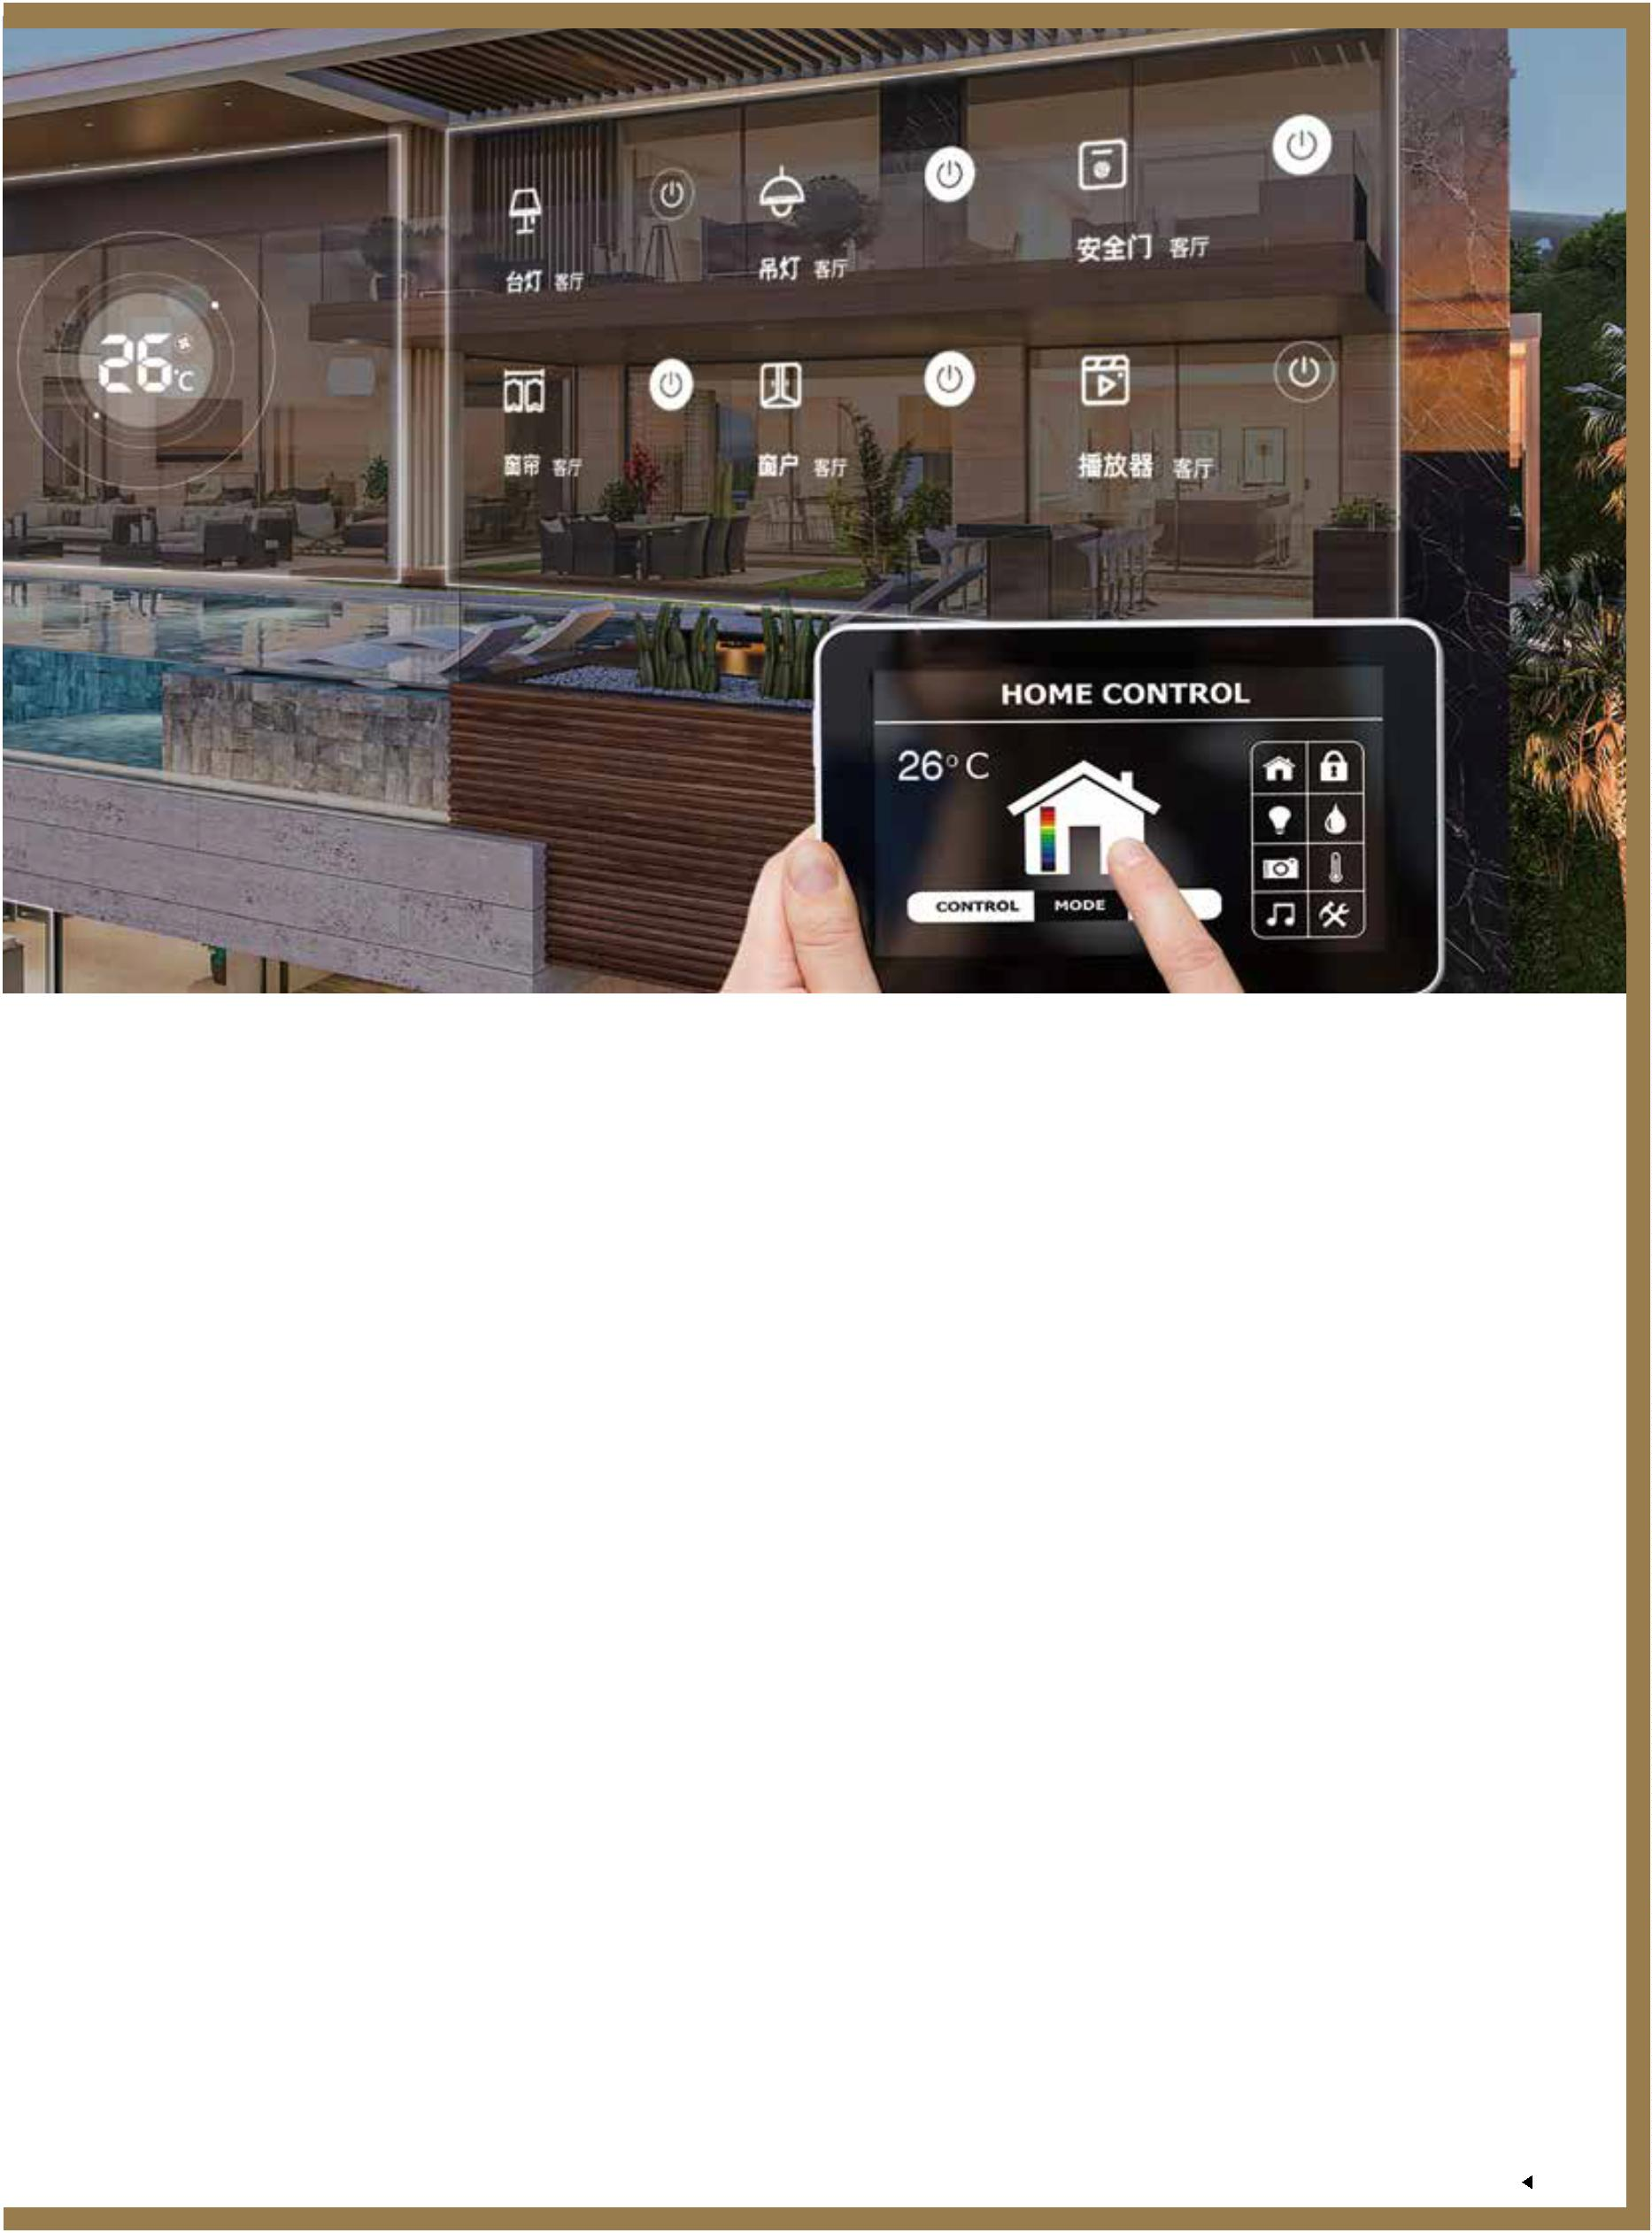 台灯 客厅
吊灯 客厅
安全门 客厅
26°C
窗帘 客厅
窗户 客厅
播放器 客厅
HOME CONTROL
26°C
CONTROL MODE